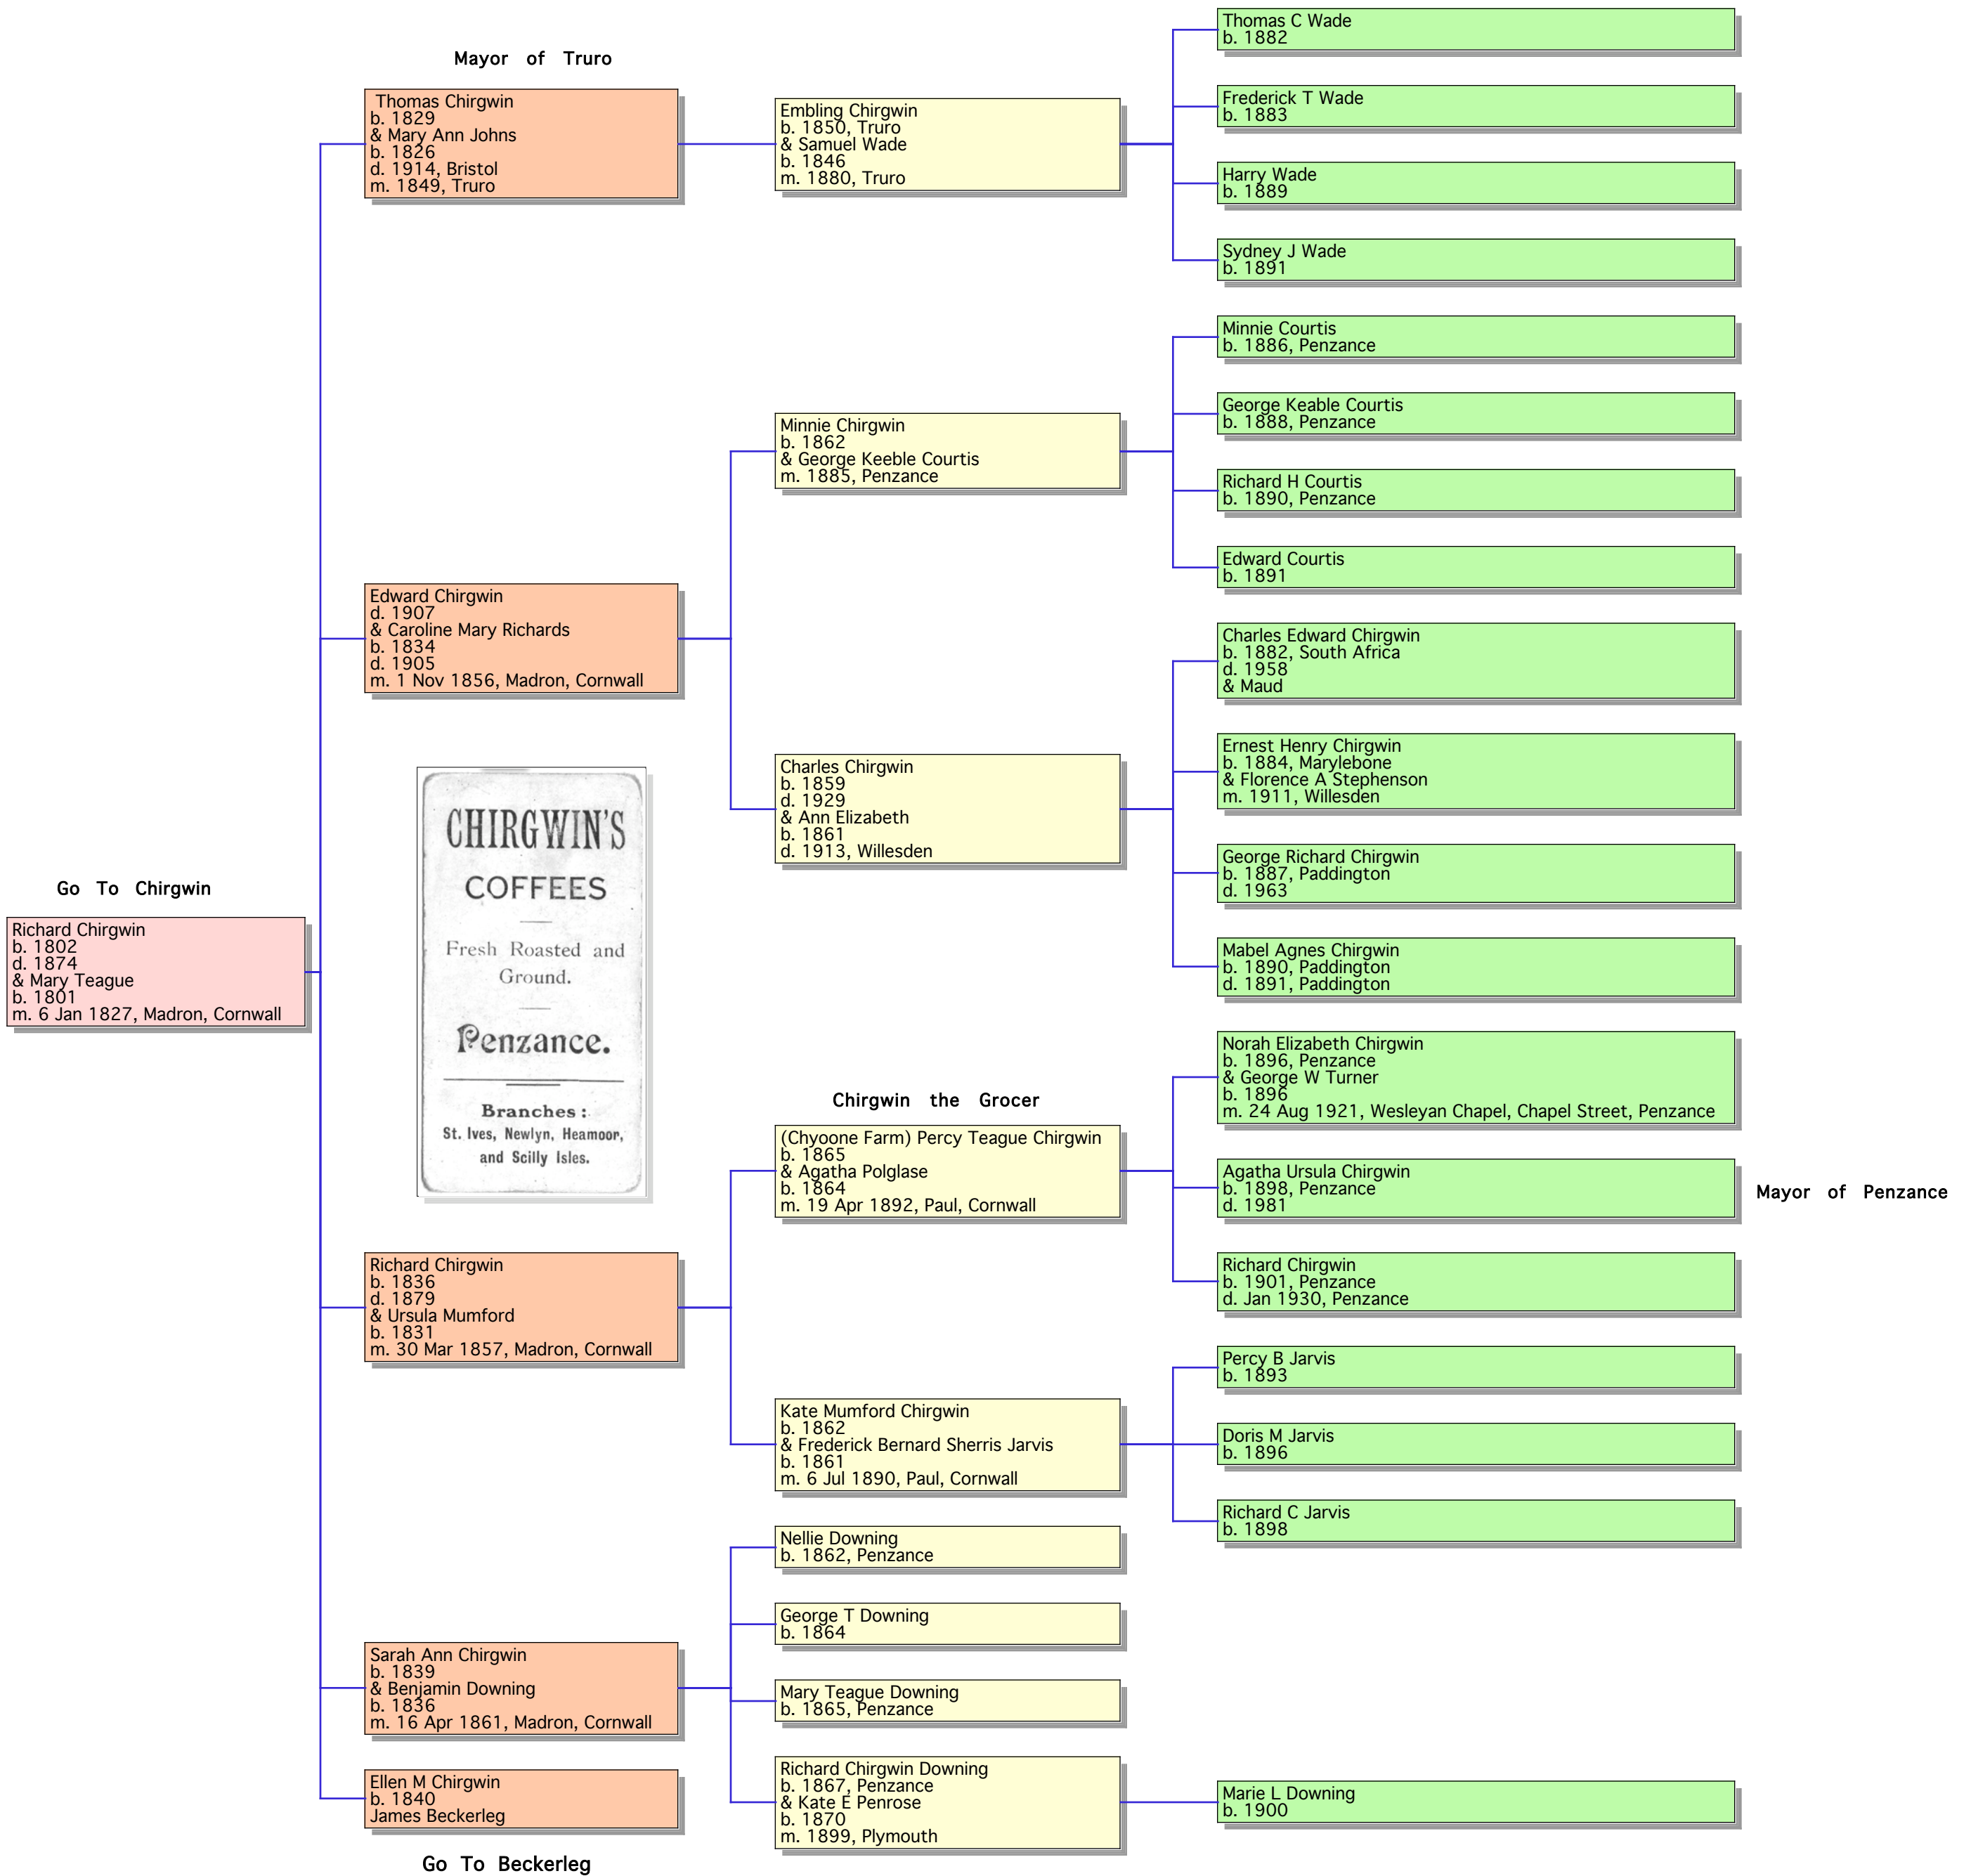 Go To Chirgwin
Richard Chirgwin
b. 1802
d. 1874
& Mary Teague
b. 1801
m. 6 Jan 1827, Madron, Cornwall
Mayor of Truro
Thomas Chirgwin
b. 1829
& Mary Ann Johns
b. 1826
d. 1914, Bristol
m. 1849, Truro
Edward Chirgwin
d. 1907
& Caroline Mary Richards
b. 1834
d. 1905
m. 1 Nov 1856, Madron, Cornwall
CHIRGWIN'S
COFFEES
Fresh Roasted and
Ground.
Penzance.
Branches:
St. Ives, Newlyn, Heamoor,
and Scilly Isles.
Richard Chirgwin
b. 1836
d. 1879
& Ursula Mumford
b. 1831
m. 30 Mar 1857, Madron, Cornwall
Sarah Ann Chirgwin
b. 1839
& Benjamin Downing
b. 1836
m. 16 Apr 1861, Madron, Cornwall
Ellen M Chirgwin
b. 1840
James Beckerleg
Go To Beckerleg
Embling Chirgwin
b. 1850, Truro
& Samuel Wade
b. 1846
m. 1880, Truro
Minnie Chirgwin
b. 1862
& George Keeble Courtis
m. 1885, Penzance
Charles Chirgwin
b. 1859
d. 1929
& Ann Elizabeth
b. 1861
d. 1913, Willesden
Chirgwin the Grocer
(Chyoone Farm) Percy Teague Chirgwin
b. 1865
& Agatha Polglase
b. 1864
m. 19 Apr 1892, Paul, Cornwall
Kate Mumford Chirgwin
b. 1862
& Frederick Bernard Sherris Jarvis
b. 1861
m. 6 Jul 1890, Paul, Cornwall
Nellie Downing
b. 1862, Penzance
George T Downing
b. 1864
Mary Teague Downing
b. 1865, Penzance
Richard Chirgwin Downing
b. 1867, Penzance
& Kate E Penrose
b. 1870
m. 1899, Plymouth
Thomas C Wade
b. 1882
Frederick T Wade
b. 1883
Harry Wade
b. 1889
Sydney J Wade
b. 1891
Minnie Courtis
b. 1886, Penzance
George Keable Courtis
b. 1888, Penzance
Richard H Courtis
b. 1890, Penzance
Edward Courtis
b. 1891
Charles Edward Chirgwin
b. 1882, South Africa
d. 1958
& Maud
Ernest Henry Chirgwin
b. 1884, Marylebone
& Florence A Stephenson
m. 1911, Willesden
George Richard Chirgwin
b. 1887, Paddington
d. 1963
Mabel Agnes Chirgwin
b. 1890, Paddington
d. 1891, Paddington
Norah Elizabeth Chirgwin
b. 1896, Penzance
& George W Turner
b. 1896
m. 24 Aug 1921, Wesleyan Chapel, Chapel Street, Penzance
Agatha Ursula Chirgwin
b. 1898, Penzance
d. 1981
Mayor of Penzance
Richard Chirgwin
b. 1901, Penzance
d. Jan 1930, Penzance
Percy B Jarvis
b. 1893
Doris M Jarvis
b. 1896
Richard C Jarvis
b. 1898
Marie L Downing
b. 1900